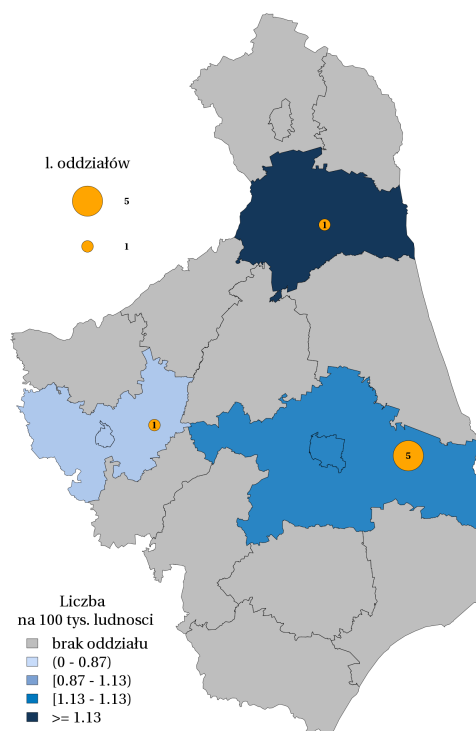 l. oddziałów
5
1
1
1
5
Liczba
na 100 tys. ludnosci
brak oddziału
(0 - 0.87)
[0.87 - 1.13)
[1.13 - 1.13)
>= 1.13